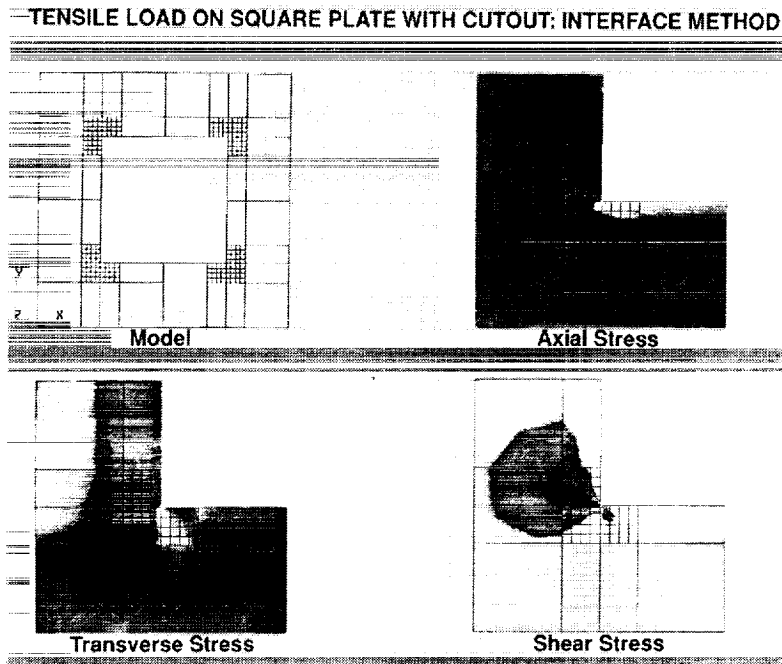 TENSILE LOAD ON SQUARE PLATE WITH CUTOUT: INTERFACE METHOD
Y
Z X
Model
Axial Stress
Transverse Stress
Shear Stress